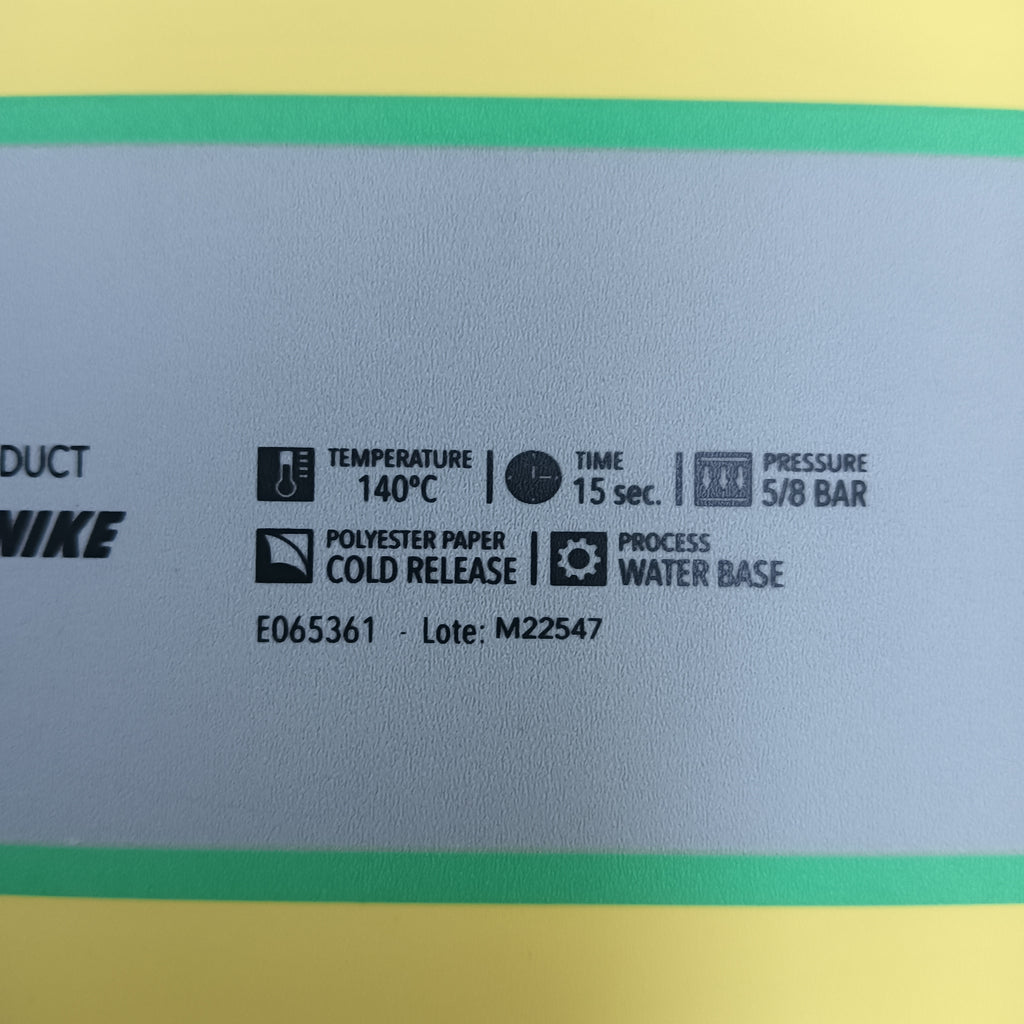 DUCT
NIKE
TEMPERATURE
140ºC
TIME
15 sec.
PRESSURE
5/8 BAR
POLYESTER PAPER
COLD RELEASE
PROCESS
WATER BASE
E065361 - Lote: M22547